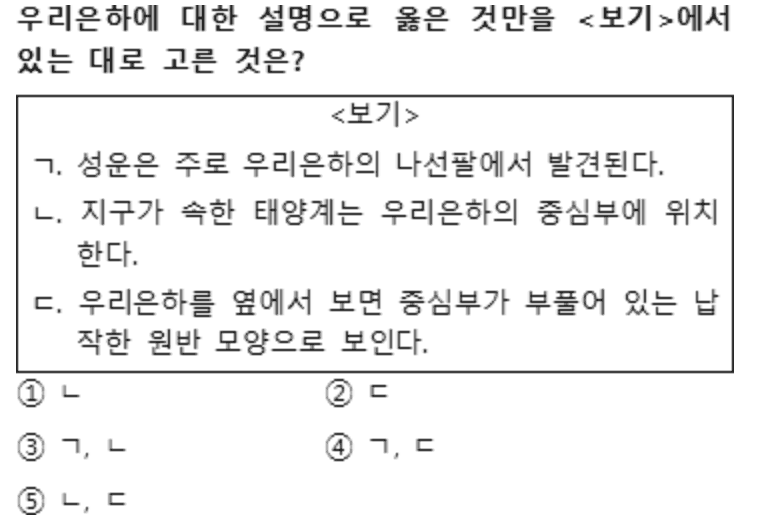 우리은하에 대한 설명으로 옳은 것만을 <보기>에서
있는 대로 고른 것은?
<보기>
ㄱ. 성운은 주로 우리은하의 나선팔에서 발견된다.
ㄴ. 지구가 속한 태양계는 우리은하의 중심부에 위치
한다.
ㄷ. 우리은하를 옆에서 보면 중심부가 부풀어 있는 납
작한 원반 모양으로 보인다.
① ㄴ ② ㄷ
③ ㄱ, ㄴ ④ ㄱ, ㄷ
⑤ ㄴ, ㄷ